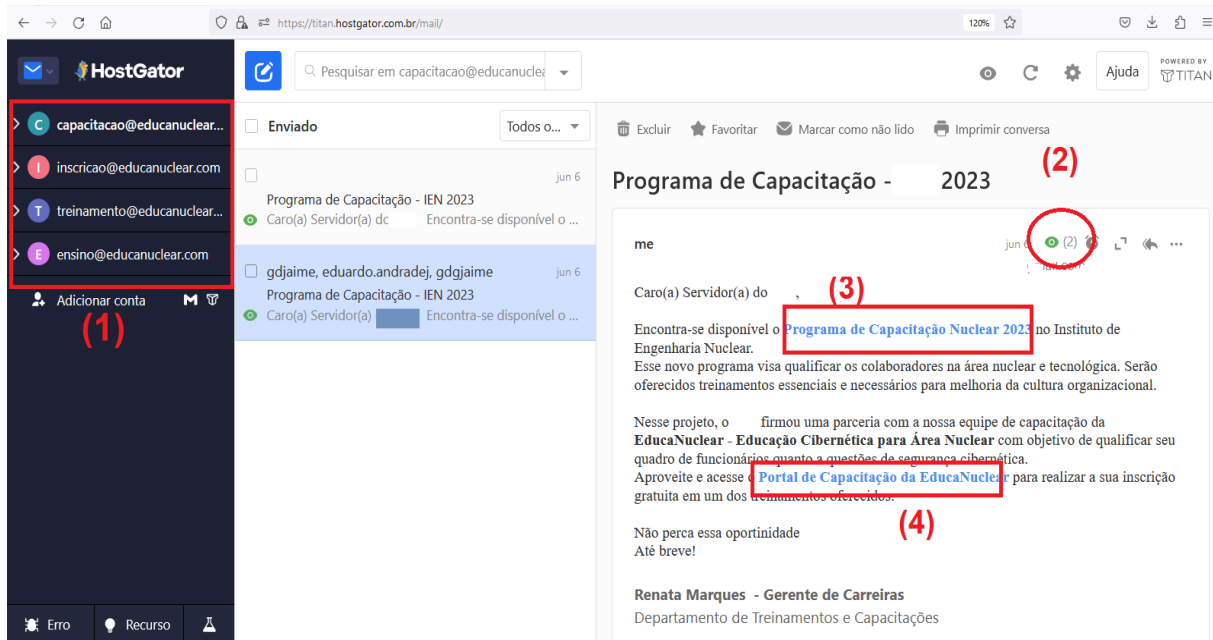 https://titan.hostgator.com.br/mail/
120%
HostGator
Pesquisar em capacitacao@educanuclea
Ajuda
POWERED BY
TITAN
C capacitacao@educanuclear...
I inscricao@educanuclear.com
T treinamento@educanuclear...
E ensino@educanuclear.com
Adicionar conta
(1)
Erro
Recurso
Enviado
Todos o...
jun 6
Programa de Capacitação - IEN 2023
Caro(a) Servidor(a) do Encontra-se disponível o ...
gdjaime, eduardo.andradej, gdgjaime
jun 6
Programa de Capacitação - IEN 2023
Caro(a) Servidor(a) Encontra-se disponível o ...
Excluir
Favoritar
Marcar como não lido
Imprimir conversa
(2)
Programa de Capacitação - 2023
me
jun 6
(2)
Caro(a) Servidor(a) do ,
(3)
Encontra-se disponível o Programa de Capacitação Nuclear 2023 no Instituto de
Engenharia Nuclear.
Esse novo programa visa qualificar os colaboradores na área nuclear e tecnológica. Serão
oferecidos treinamentos essenciais e necessários para melhoria da cultura organizacional.
Nesse projeto, o firmou uma parceria com a nossa equipe de capacitação da
EducaNuclear - Educação Cibernética para Área Nuclear com objetivo de qualificar seu
quadro de funcionários quanto a questões de segurança cibernética.
Aproveite e acesse o Portal de Capacitação da EducaNuclear para realizar a sua inscrição
gratuita em um dos treinamentos oferecidos.
(4)
Não perca essa oportinidade
Até breve!
Renata Marques - Gerente de Carreiras
Departamento de Treinamentos e Capacitações